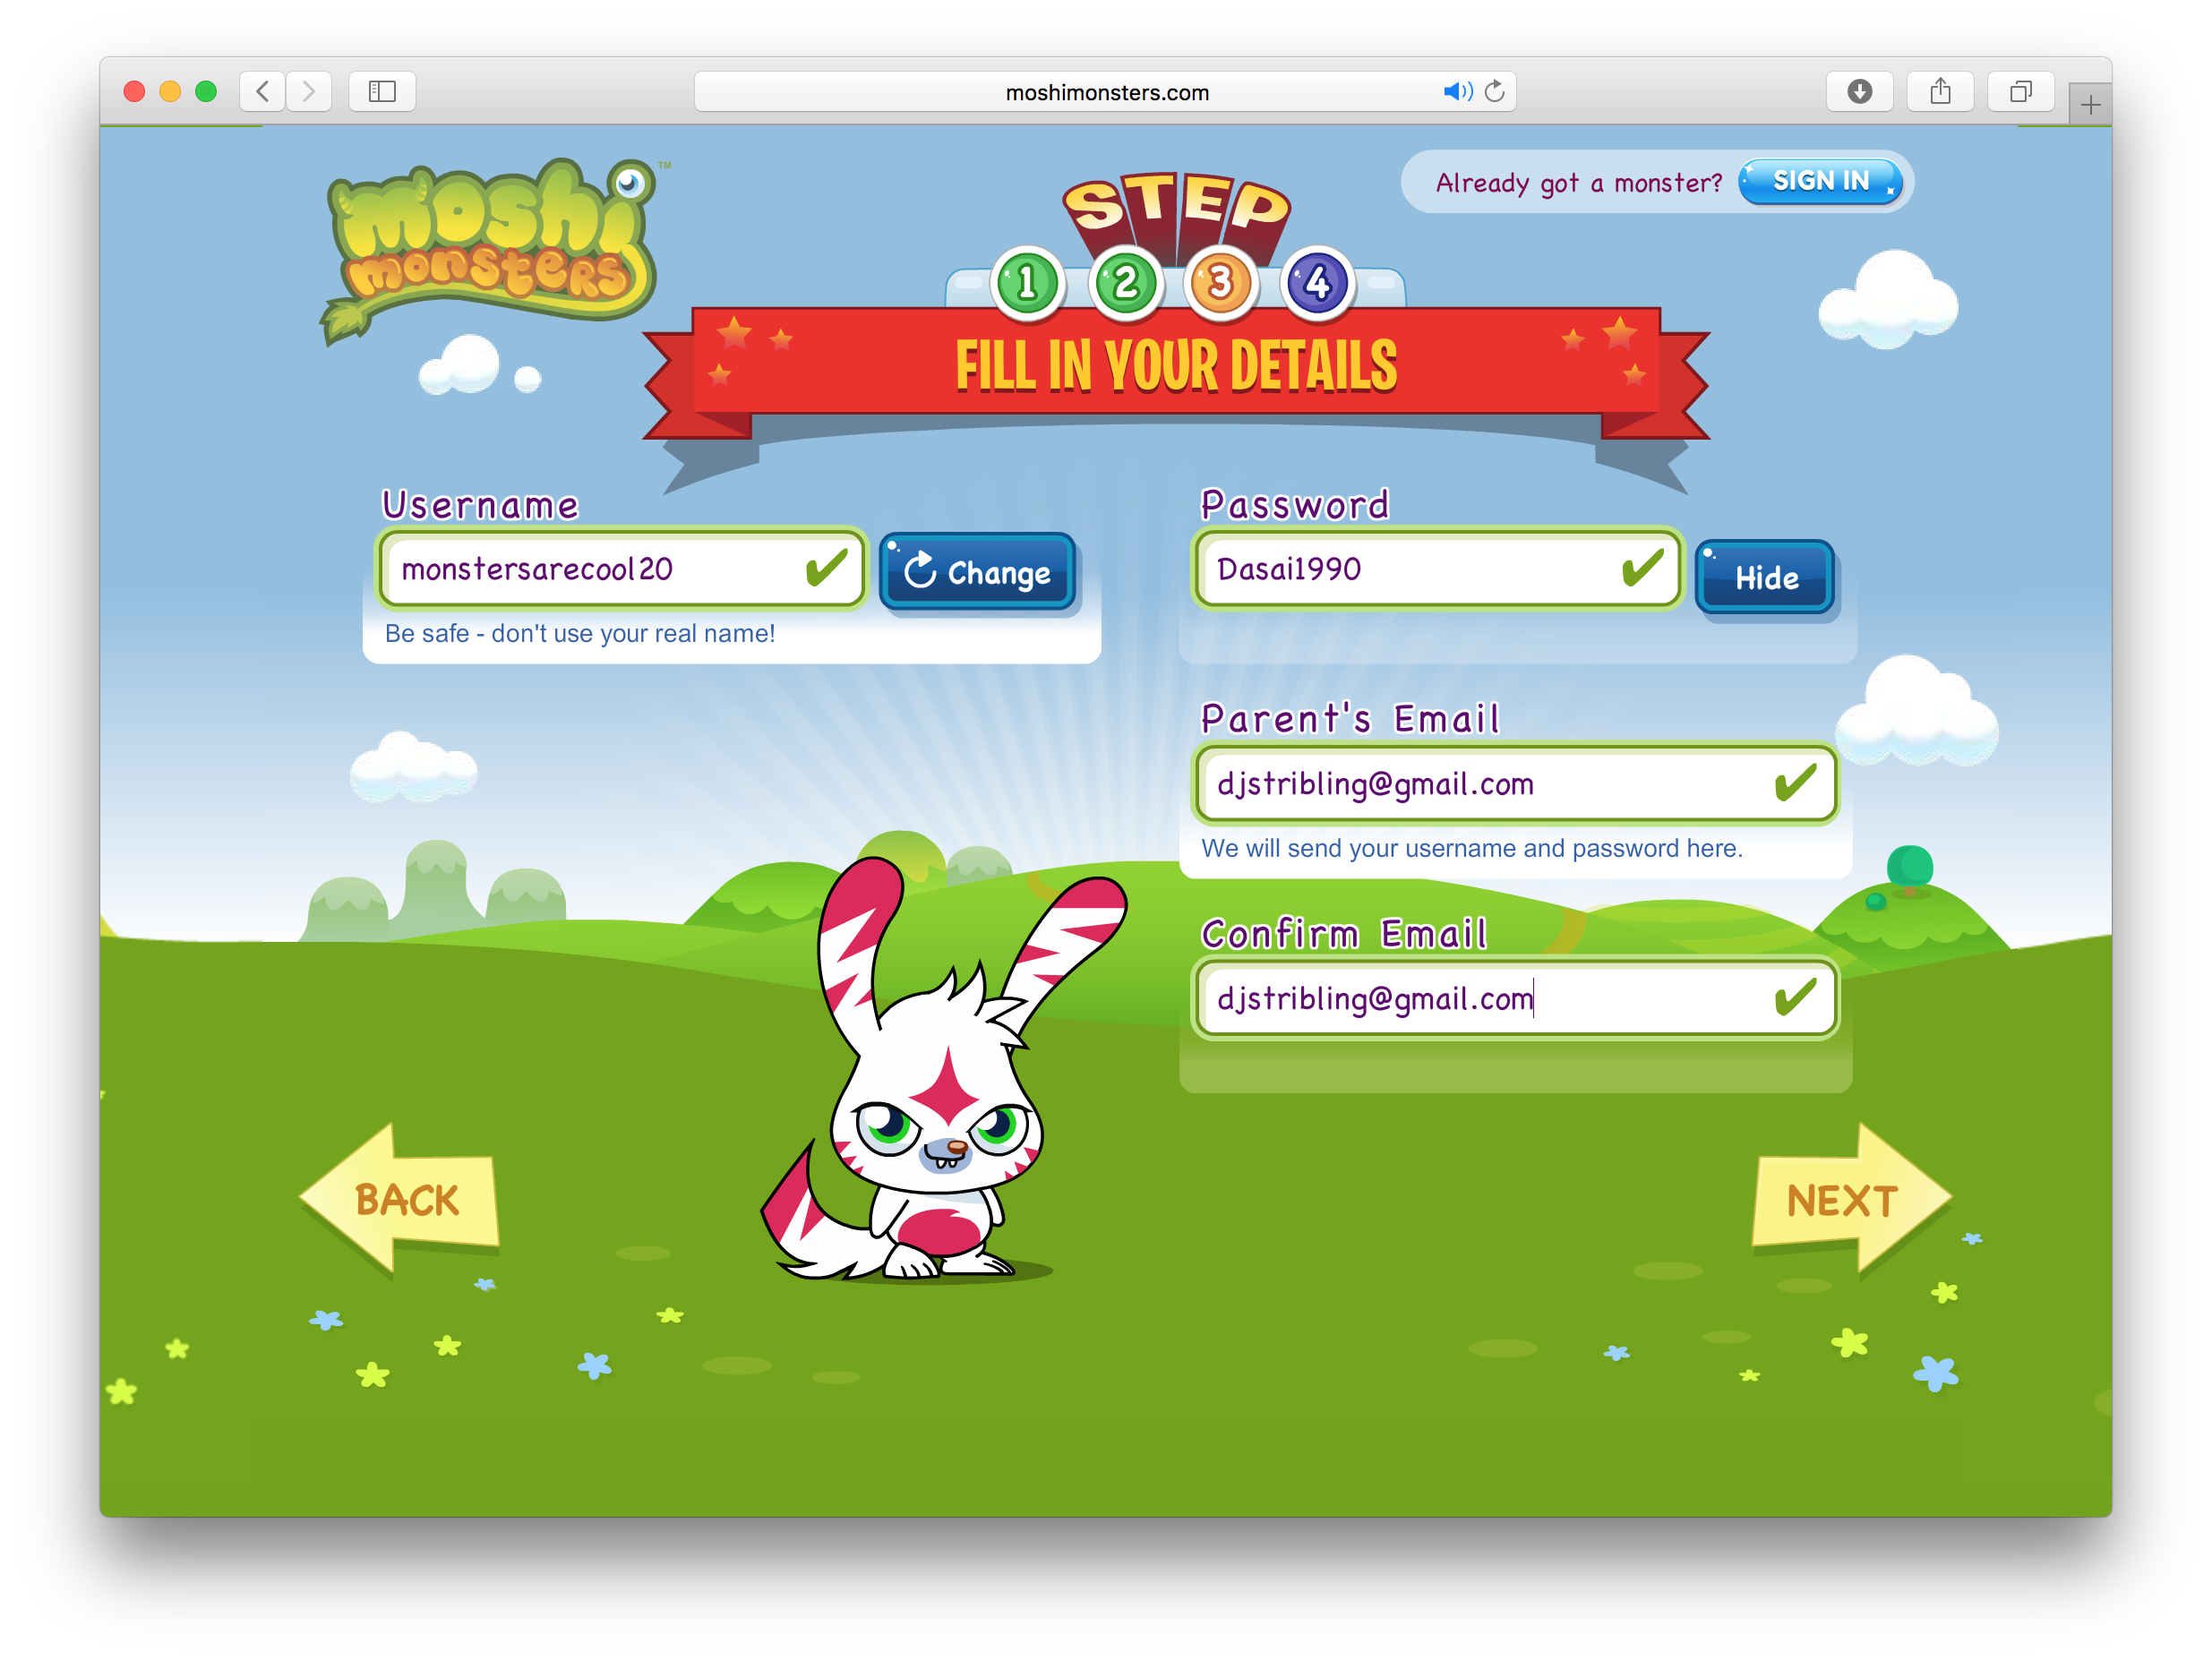 moshimonsters.com
moshi monsters ™
STEP
1 2 3 4
Already got a monster? SIGN IN
FILL IN YOUR DETAILS
Username
monstersarecool20
Change
Be safe - don't use your real name!
Password
Dasai1990
Hide
Parent's Email
djstribling@gmail.com
We will send your username and password here.
Confirm Email
djstribling@gmail.com
BACK
NEXT